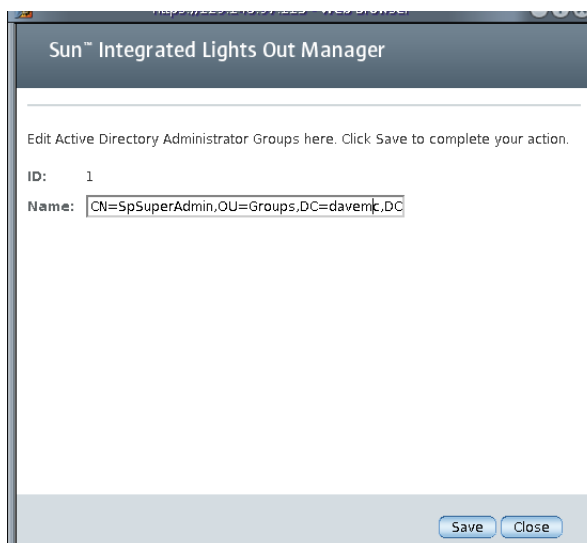 Sun™ Integrated Lights Out Manager
Edit Active Directory Administrator Groups here. Click Save to complete your action.
ID: 1
Name: CN=SpSuperAdmin,OU=Groups,DC=davemc,DC
Save Close